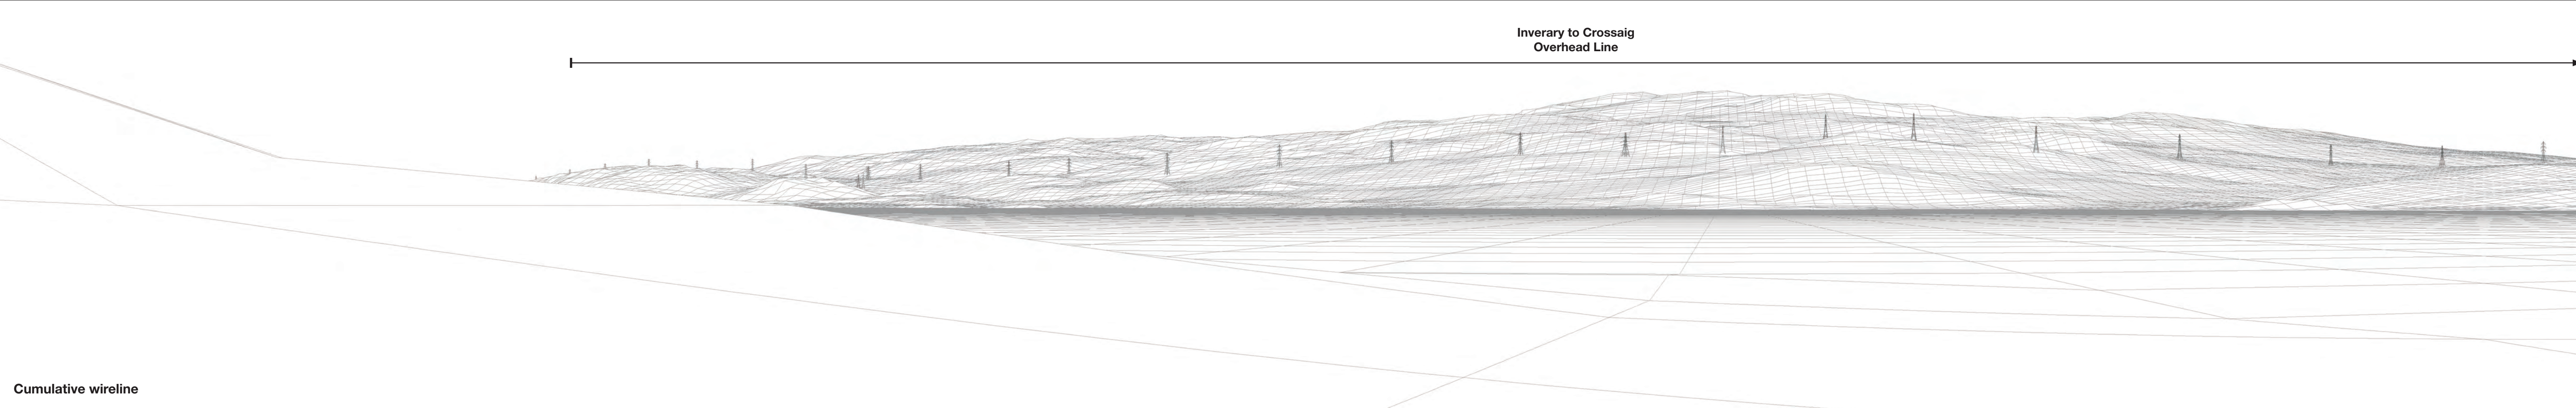 Inverary to Crossaig
Overhead Line
Cumulative wireline